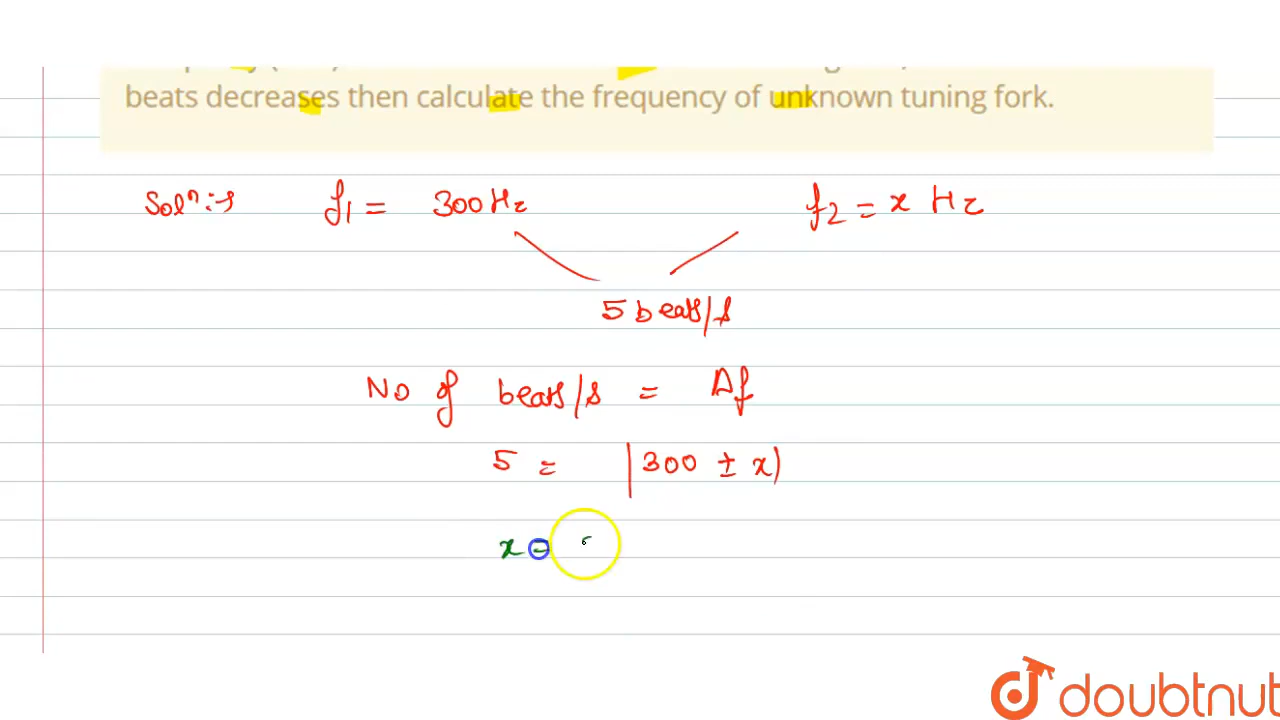 beats decreases then calculate the frequency of unknown tuning fork.
Solⁿ:-
f1 = 300 Hz
f2 = x Hz
5 beats/s
No of beats/s = Δf
5 = |300 ± x|
x =
doubtnut